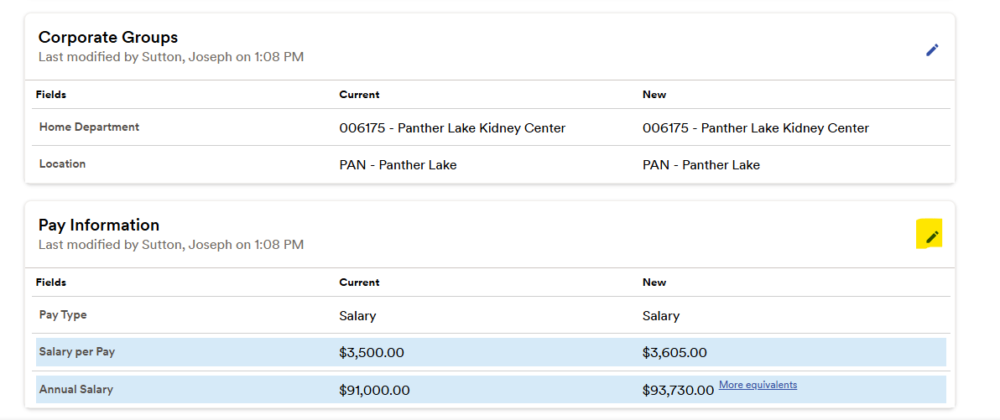 Corporate Groups
Last modified by Sutton, Joseph on 1:08 PM
Fields Current New
Home Department 006175 - Panther Lake Kidney Center 006175 - Panther Lake Kidney Center
Location PAN - Panther Lake PAN - Panther Lake
Pay Information
Last modified by Sutton, Joseph on 1:08 PM
Fields Current New
Pay Type Salary Salary
Salary per Pay $3,500.00 $3,605.00
Annual Salary $91,000.00 $93,730.00 More equivalents